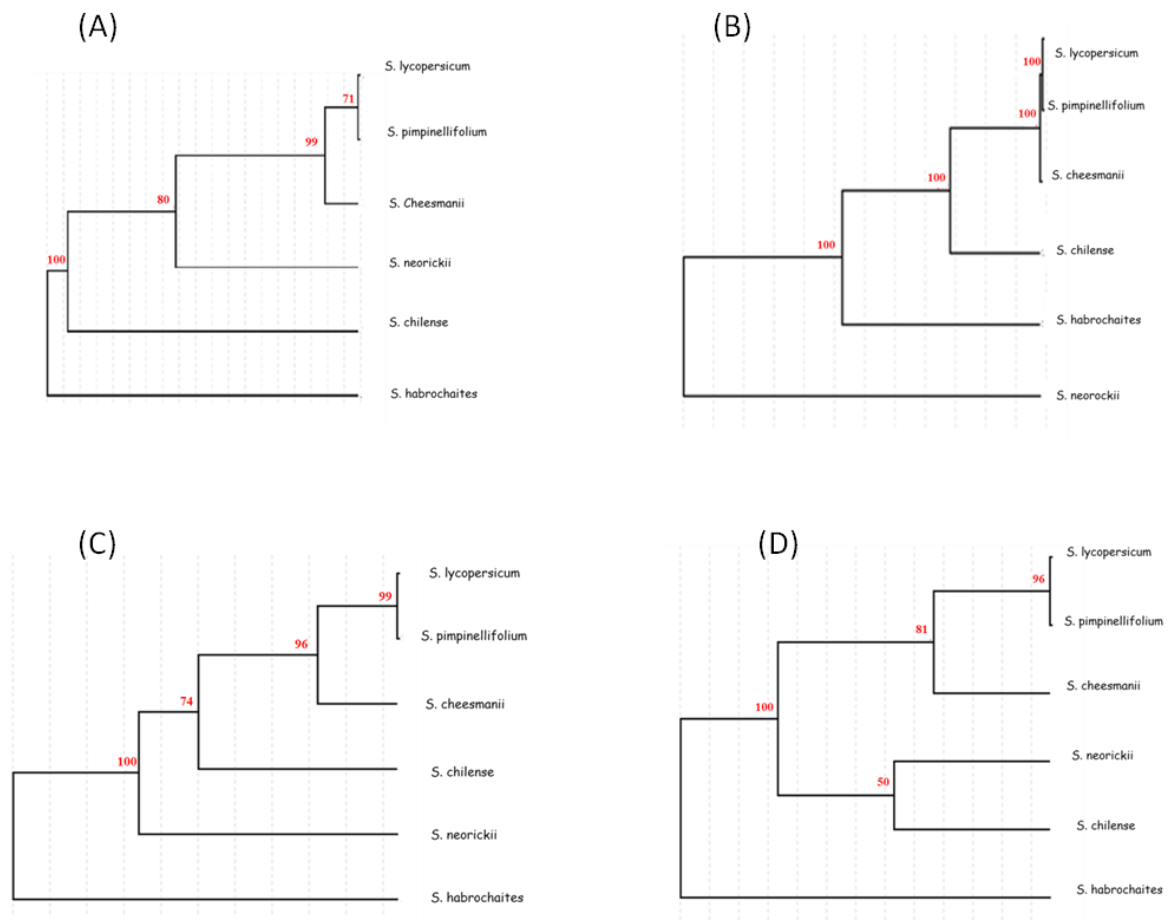 (A)
S. lycopersicum
71
S. pimpinellifolium
99
S. Cheesmanii
80
S. neorickii
100
S. chilense
S. habrochaites
(B)
S. lycopersicum
100
S. pimpinellifolium
100
S. cheesmanii
100
S. chilense
100
S. habrochaites
S. neorockii
(C)
S. lycopersicum
99
S. pimpinellifolium
96
S. cheesmanii
74
S. chilense
100
S. neorickii
S. habrochaites
(D)
S. lycopersicum
96
S. pimpinellifolium
81
S. cheesmanii
100
S. neorickii
50
S. chilense
S. habrochaites